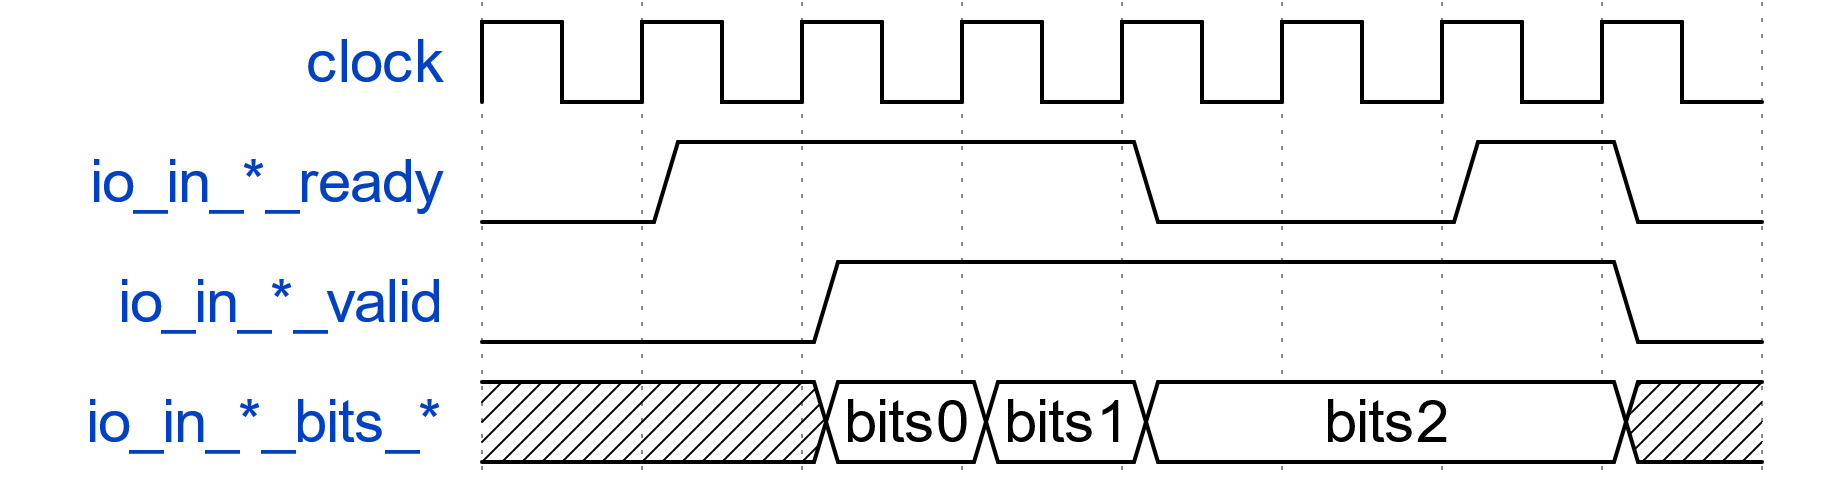 clock
io_in_*_ready
io_in_*_valid
io_in_*_bits_* bits0 bits1 bits2